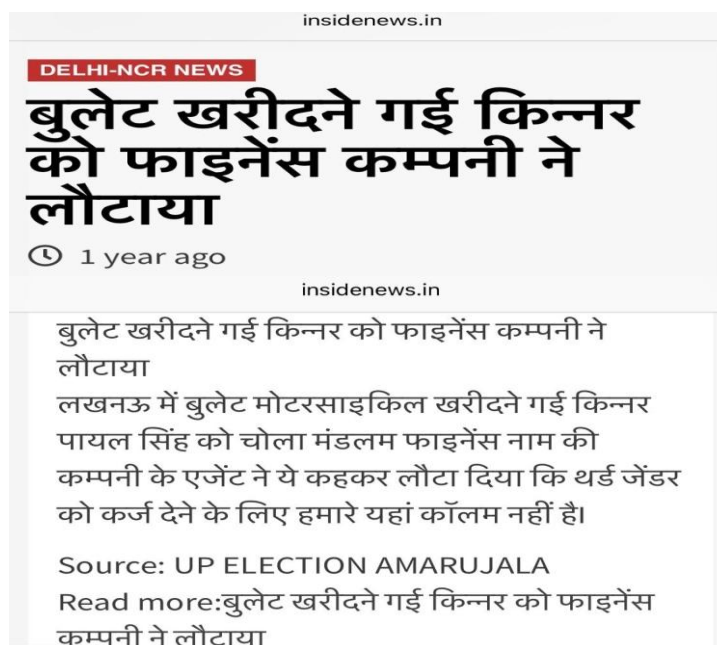 insidenews.in
DELHI-NCR NEWS
बुलेट खरीदने गई किन्नर
को फाइनेंस कम्पनी ने
लौटाया
1 year ago
insidenews.in
बुलेट खरीदने गई किन्नर को फाइनेंस कम्पनी ने
लौटाया
लखनऊ में बुलेट मोटरसाइकिल खरीदने गई किन्नर
पायल सिंह को चोला मंडलम फाइनेंस नाम की
कम्पनी के एजेंट ने ये कहकर लौटा दिया कि थर्ड जेंडर
को कर्ज देने के लिए हमारे यहां कॉलम नहीं है।
Source: UP ELECTION AMARUJALA
Read more:बुलेट खरीदने गई किन्नर को फाइनेंस
कम्पनी ने लौटाया